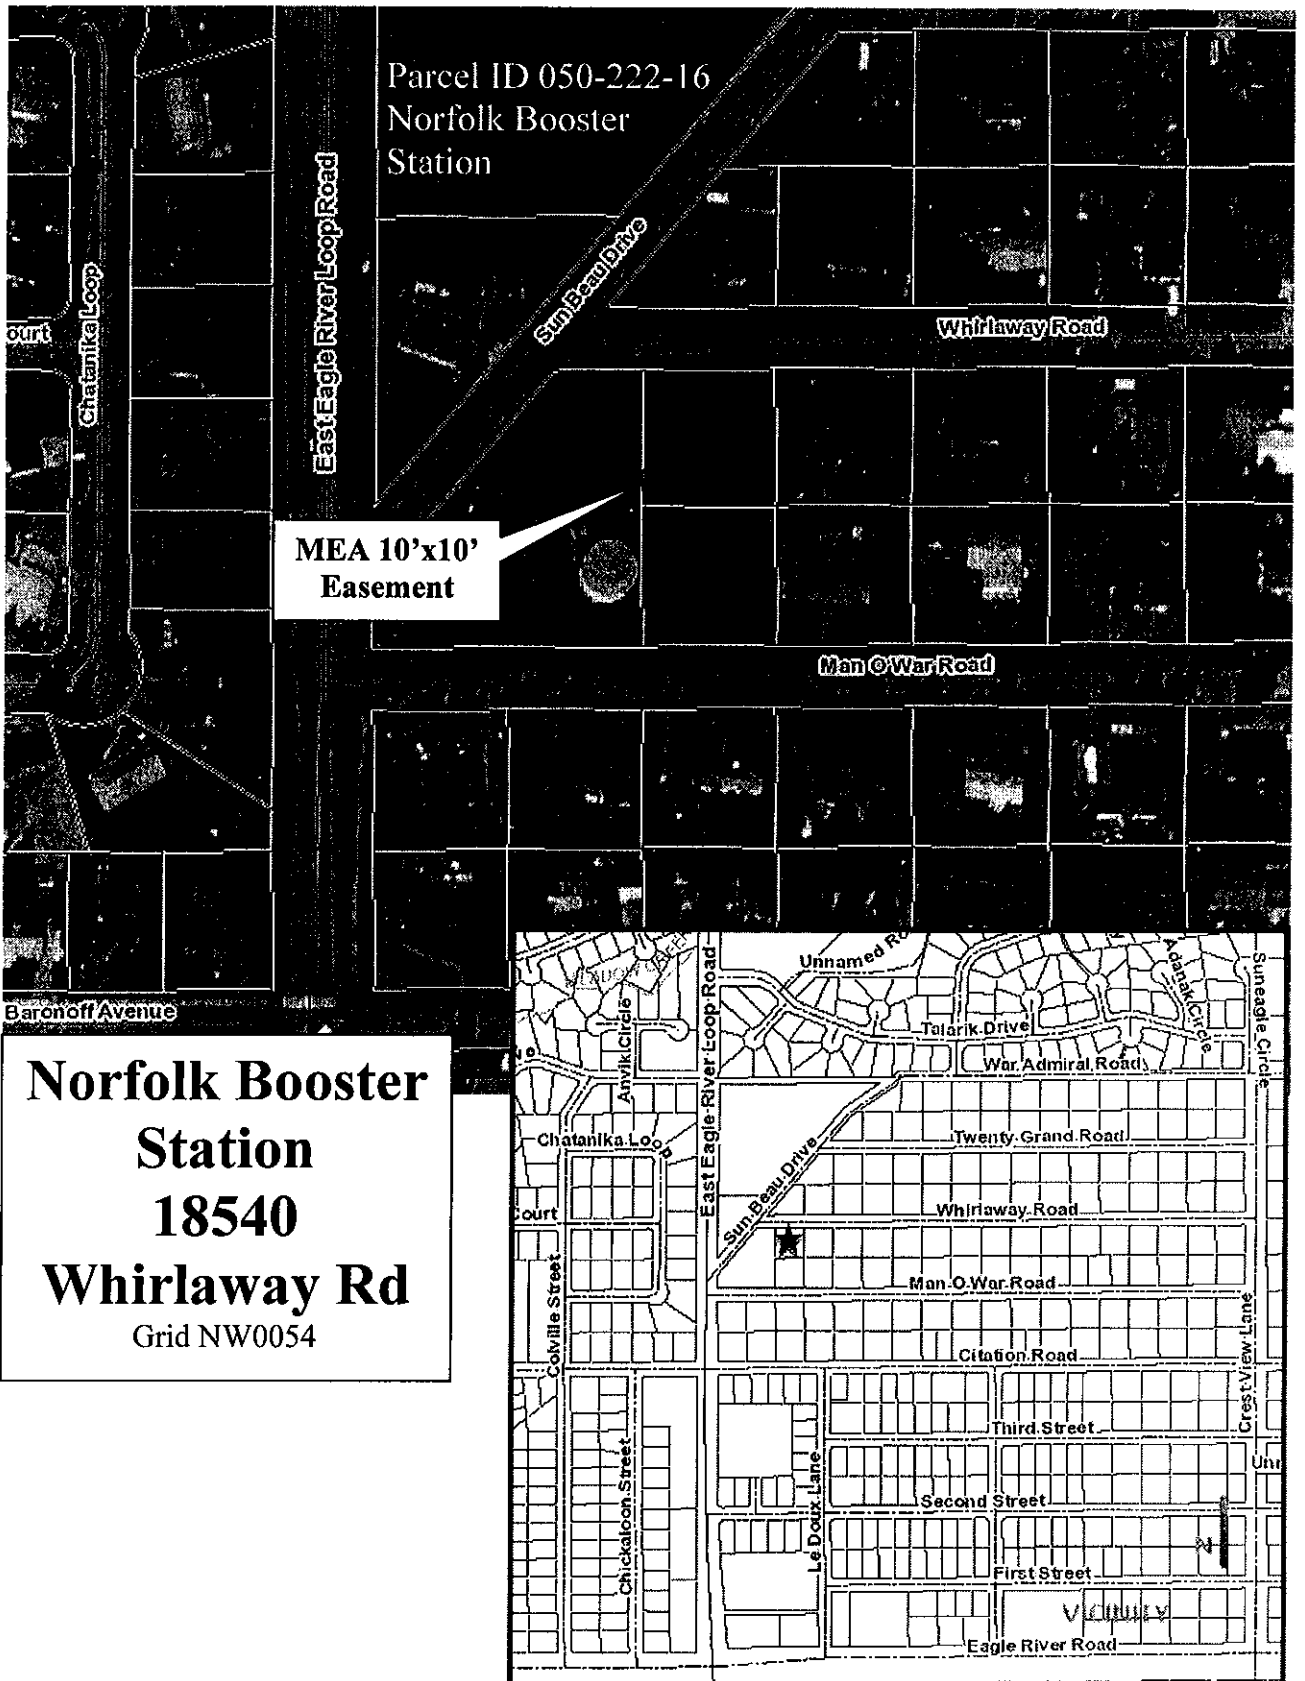 Parcel ID 050-222-16
Norfolk Booster
Station
East Eagle River Loop Road
Chatanika Loop
ourt
Sun Beau Drive
Whirlaway Road
MEA 10’x10’
Easement
Man O War Road
Baronoff Avenue
Norfolk Booster
Station
18540
Whirlaway Rd
Grid NW0054
Unnamed Ro
Adanak Circle
Suneagle Circle
Anvik Circle
East Eagle River Loop Road
Talarik Drive
War Admiral Road
Chatanika Loop
Twenty Grand Road
Sun Beau Drive
Court
Whirlaway Road
Man O War Road
Colville Street
Citation Road
Crest View Lane
Third Street
Unn
Chickaloon Street
Le Doux Lane
Second Street
N
First Street
Eagle River Road